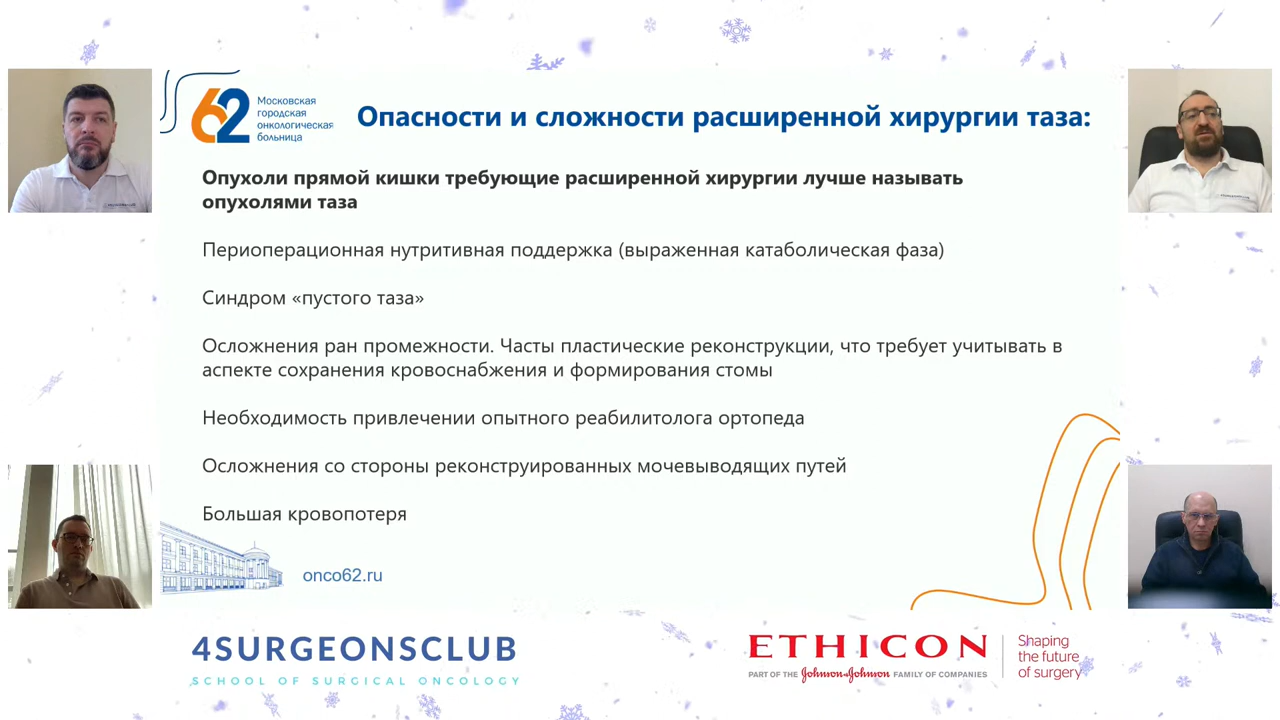 62
Московская
городская
онкологическая
больница
Опасности и сложности расширенной хирургии таза:
Опухоли прямой кишки требующие расширенной хирургии лучше называть
опухолями таза
Периоперационная нутритивная поддержка (выраженная катаболическая фаза)
Синдром «пустого таза»
Осложнения ран промежности. Часты пластические реконструкции, что требует учитывать в
аспекте сохранения кровоснабжения и формирования стомы
Необходимость привлечении опытного реабилитолога ортопеда
Осложнения со стороны реконструированных мочевыводящих путей
Большая кровопотеря
onco62.ru
4SURGEONSCLUB
SCHOOL OF SURGICAL ONCOLOGY
ETHICON
PART OF THE Johnson & Johnson FAMILY OF COMPANIES
Shaping
the future
of surgery